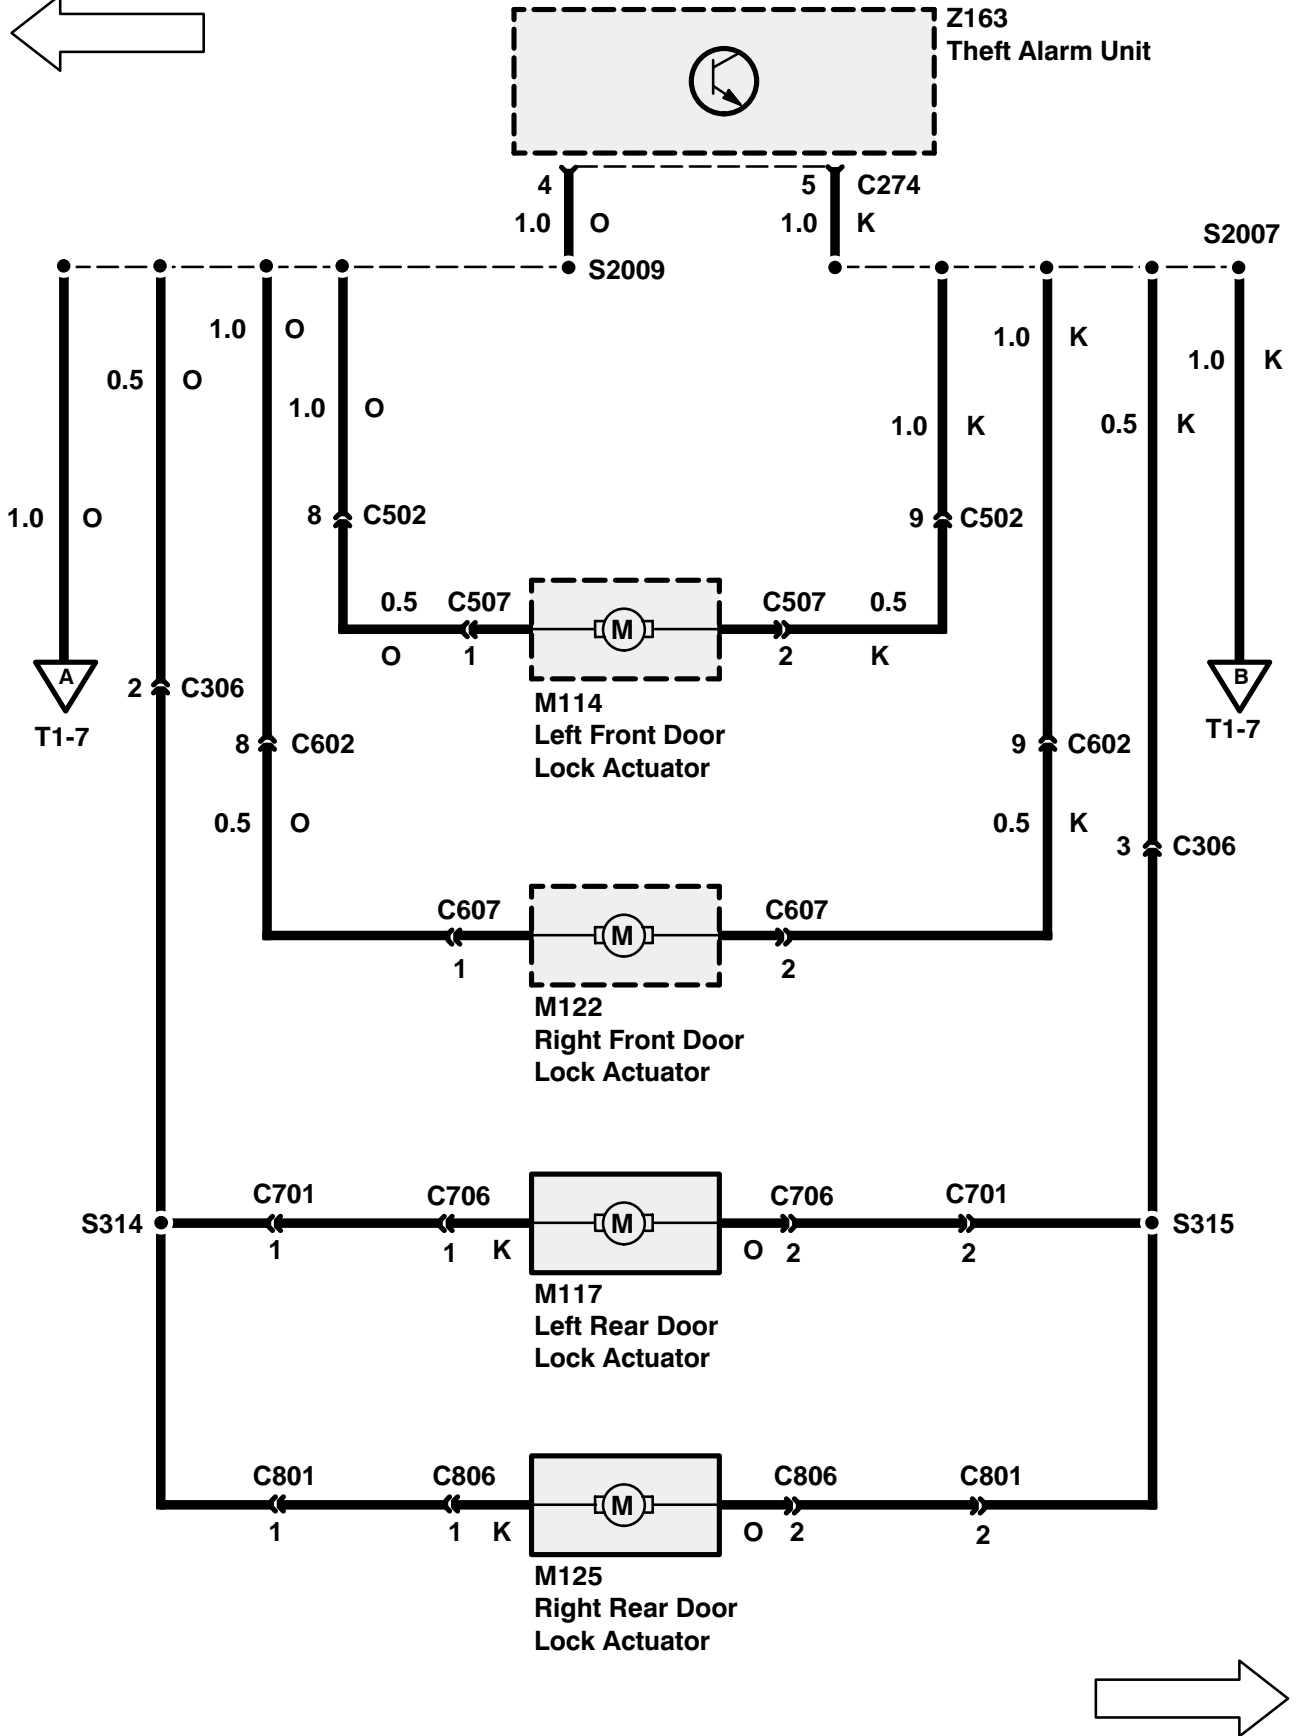 Z163
Theft Alarm Unit
4
5
C274
1.0
O
1.0
K
S2007
S2009
1.0
O
1.0
K
1.0
K
0.5
O
1.0
O
1.0
K
0.5
K
1.0
O
8
C502
9
C502
0.5
C507
C507
0.5
M
O
1
2
K
A
B
2
C306
M114
T1-7
T1-7
Left Front Door
8
C602
9
C602
Lock Actuator
0.5
O
0.5
K
3
C306
C607
C607
M
1
2
M122
Right Front Door
Lock Actuator
C701
C706
C706
C701
S314
M
S315
1
1
K
O
2
2
M117
Left Rear Door
Lock Actuator
C801
C806
C806
C801
M
1
1
K
O
2
2
M125
Right Rear Door
Lock Actuator